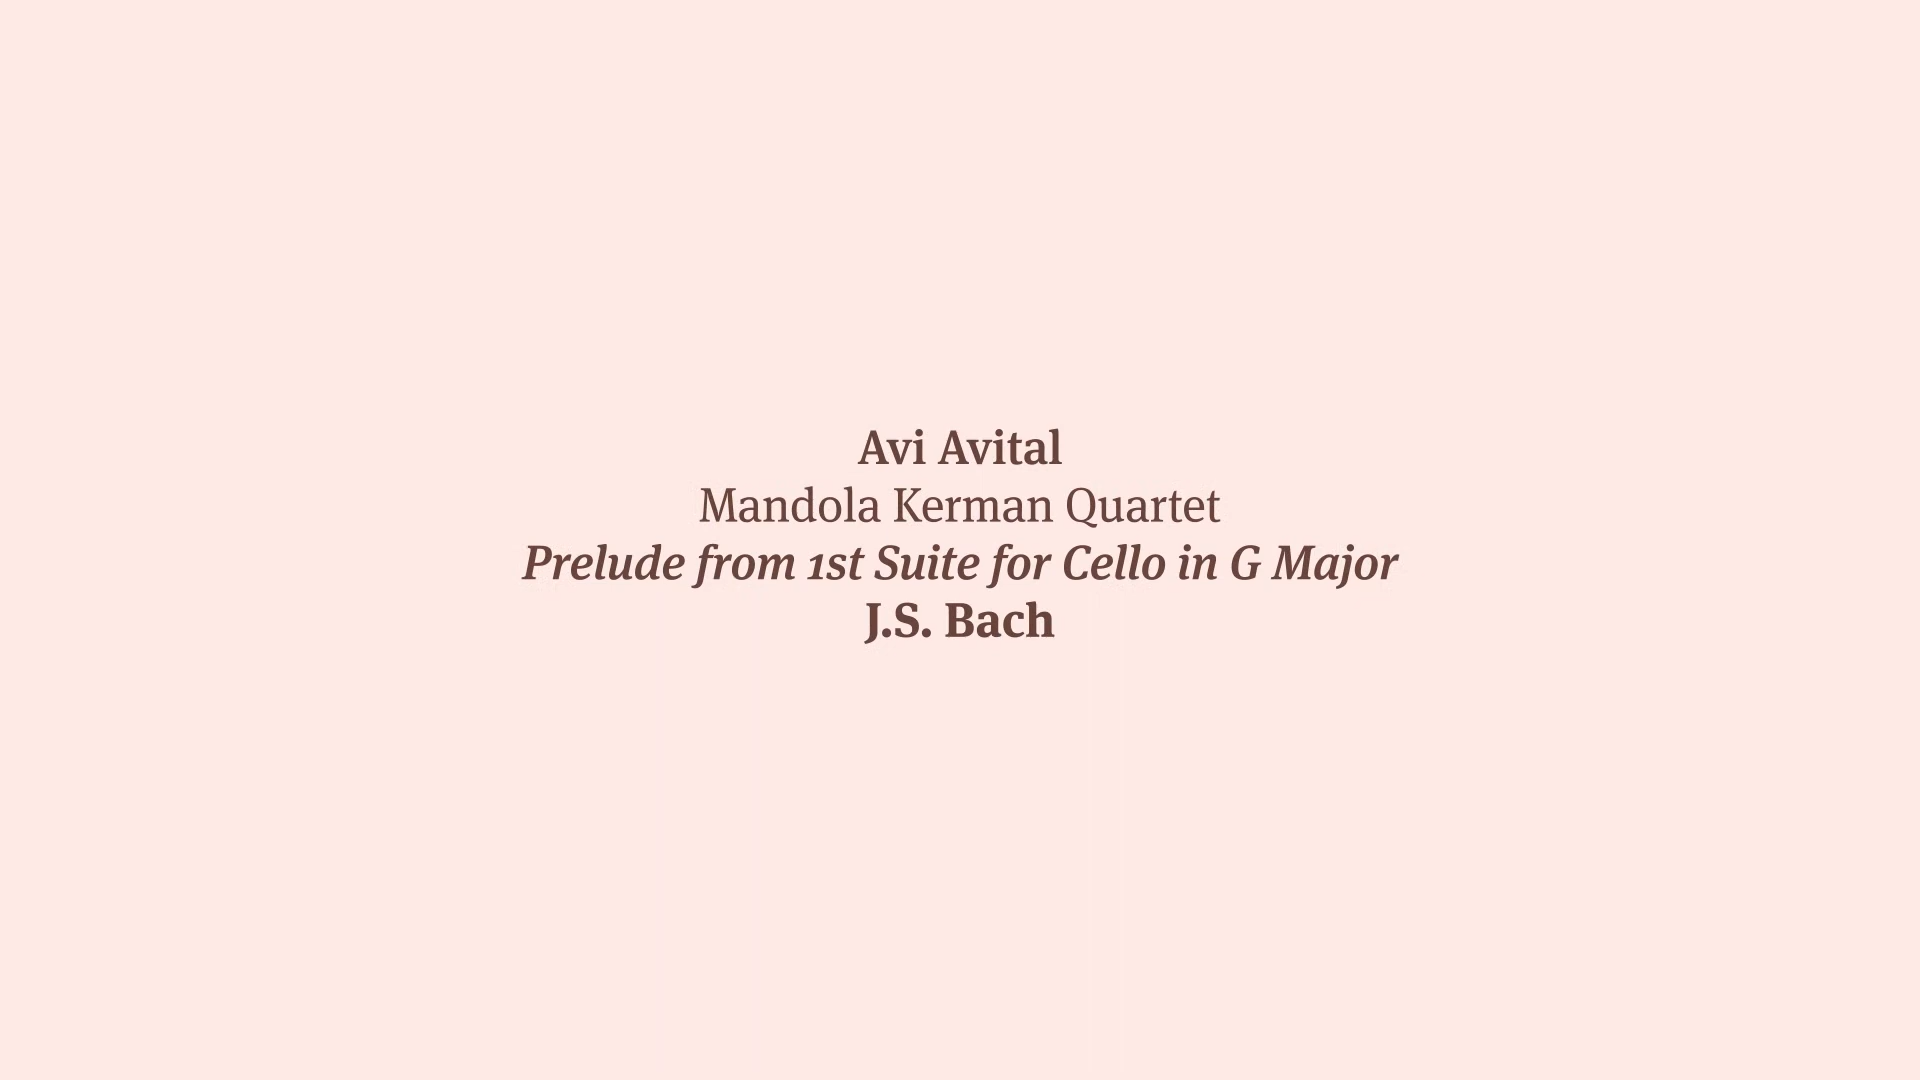 Avi Avital
Mandola Kerman Quartet
Prelude from 1st Suite for Cello in G Major
J.S. Bach